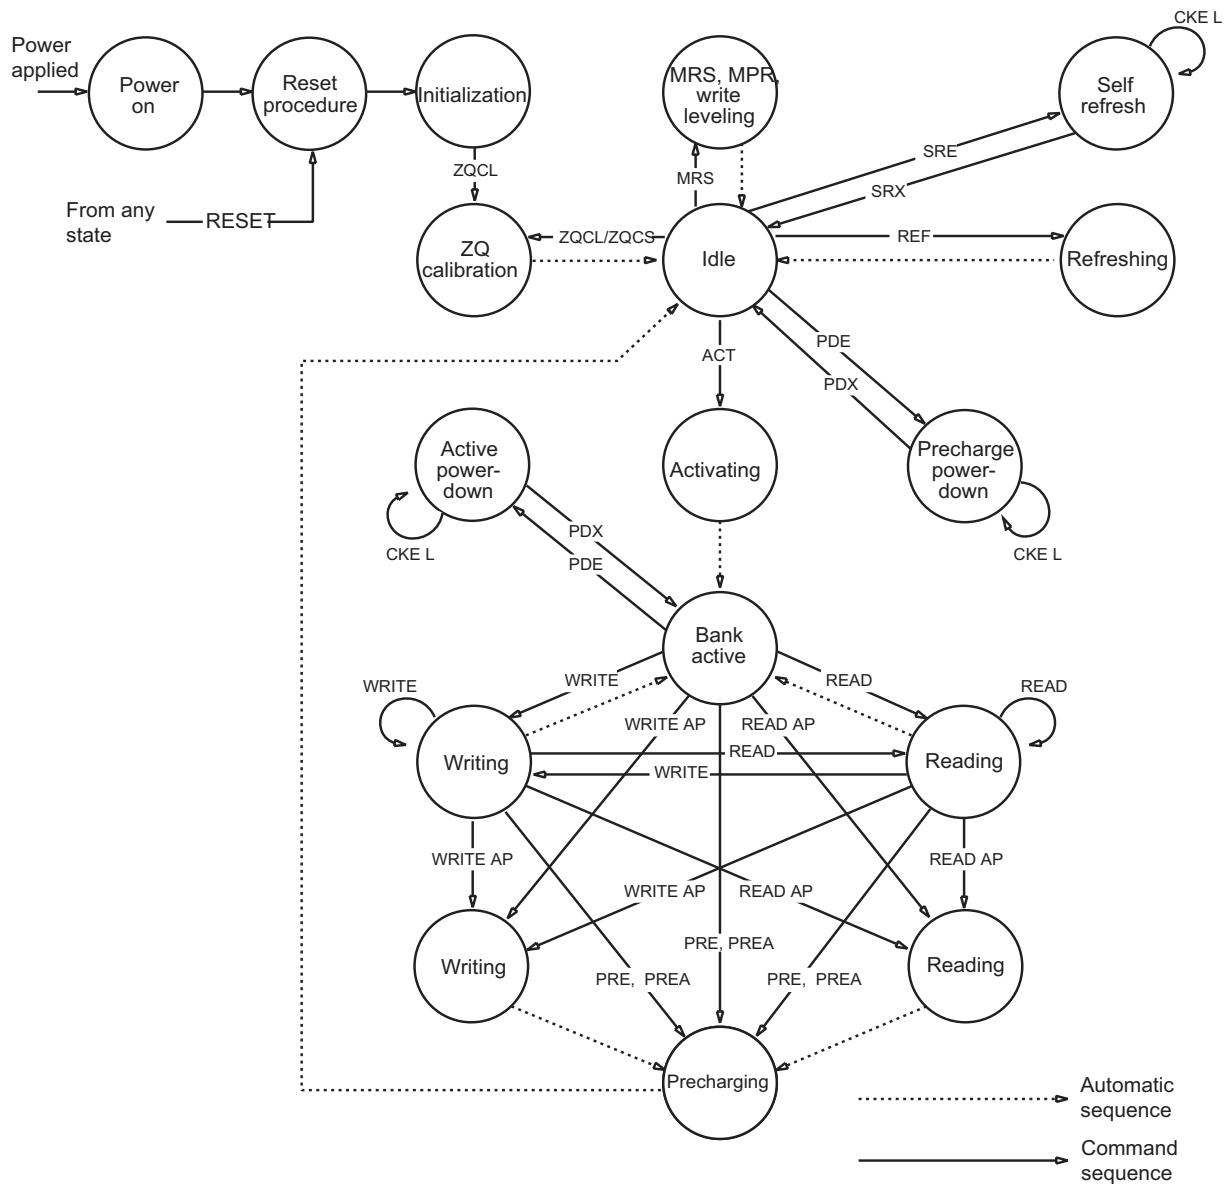 Power
applied
Power
on
Reset
procedure
Initialization
MRS, MPR,
write
leveling
Self
refresh
CKE L
ZQCL
MRS
SRE
SRX
From any
state
RESET
ZQ
calibration
ZQCL/ZQCS
Idle
REF
Refreshing
ACT
PDE
PDX
Active
power-
down
CKE L
Activating
Precharge
power-
down
CKE L
PDX
PDE
Bank
active
WRITE
WRITE
READ
READ
WRITE AP
READ AP
Writing
READ
WRITE
Reading
WRITE AP
READ AP
WRITE AP
READ AP
PRE, PREA
Writing
Reading
PRE, PREA
PRE, PREA
Precharging
Automatic
sequence
Command
sequence